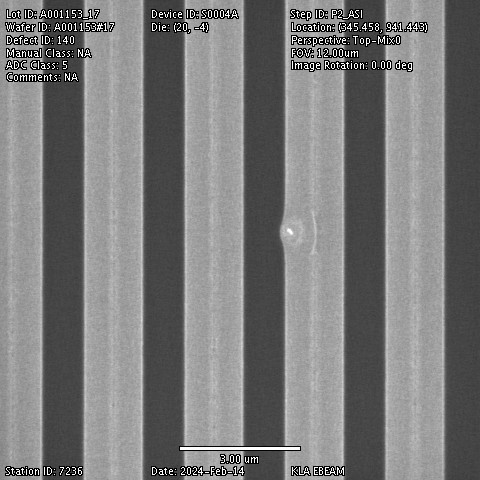 Lot ID: A001153_17
Wafer ID: A001153#17
Defect ID: 140
Manual Class: NA
ADC Class: 5
Comments: NA
Device ID: S0004A
Die: (20, -4)
Step ID: P2_ASI
Location: (345.458, 941.443)
Perspective: Top-Mix0
FOV: 12.00um
Image Rotation: 0.00 deg
3.00 um
Station ID: 7236
Date: 2024-Feb-14
KLA EBEAM